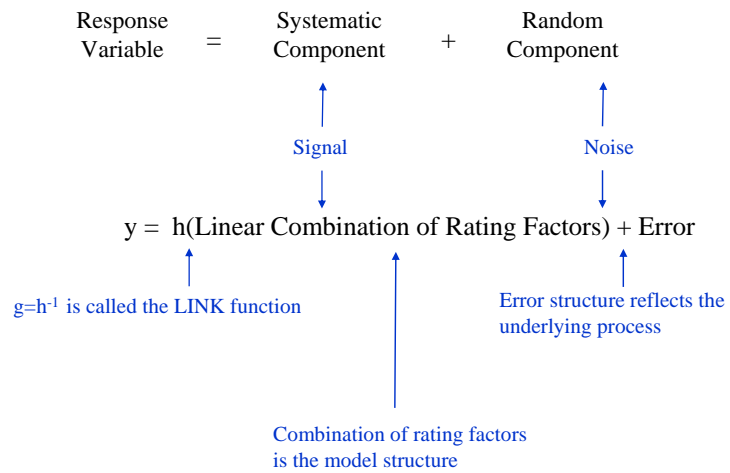 Response Variable = Systematic Component + Random Component
Signal
Noise
y = h(Linear Combination of Rating Factors) + Error
g=h⁻¹ is called the LINK function
Error structure reflects the
underlying process
Combination of rating factors
is the model structure